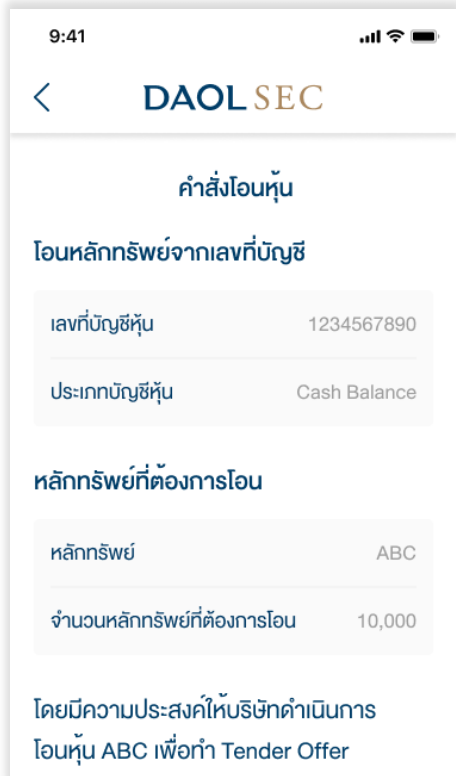 9:41
DAOL SEC
คำสั่งโอนหุ้น
โอนหลักทรัพย์จากเลขที่บัญชี
เลขที่บัญชีหุ้น 1234567890
ประเภทบัญชีหุ้น Cash Balance
หลักทรัพย์ที่ต้องการโอน
หลักทรัพย์ ABC
จำนวนหลักทรัพย์ที่ต้องการโอน 10,000
โดยมีความประสงค์ให้บริษัทดำเนินการ
โอนหุ้น ABC เพื่อทำ Tender Offer